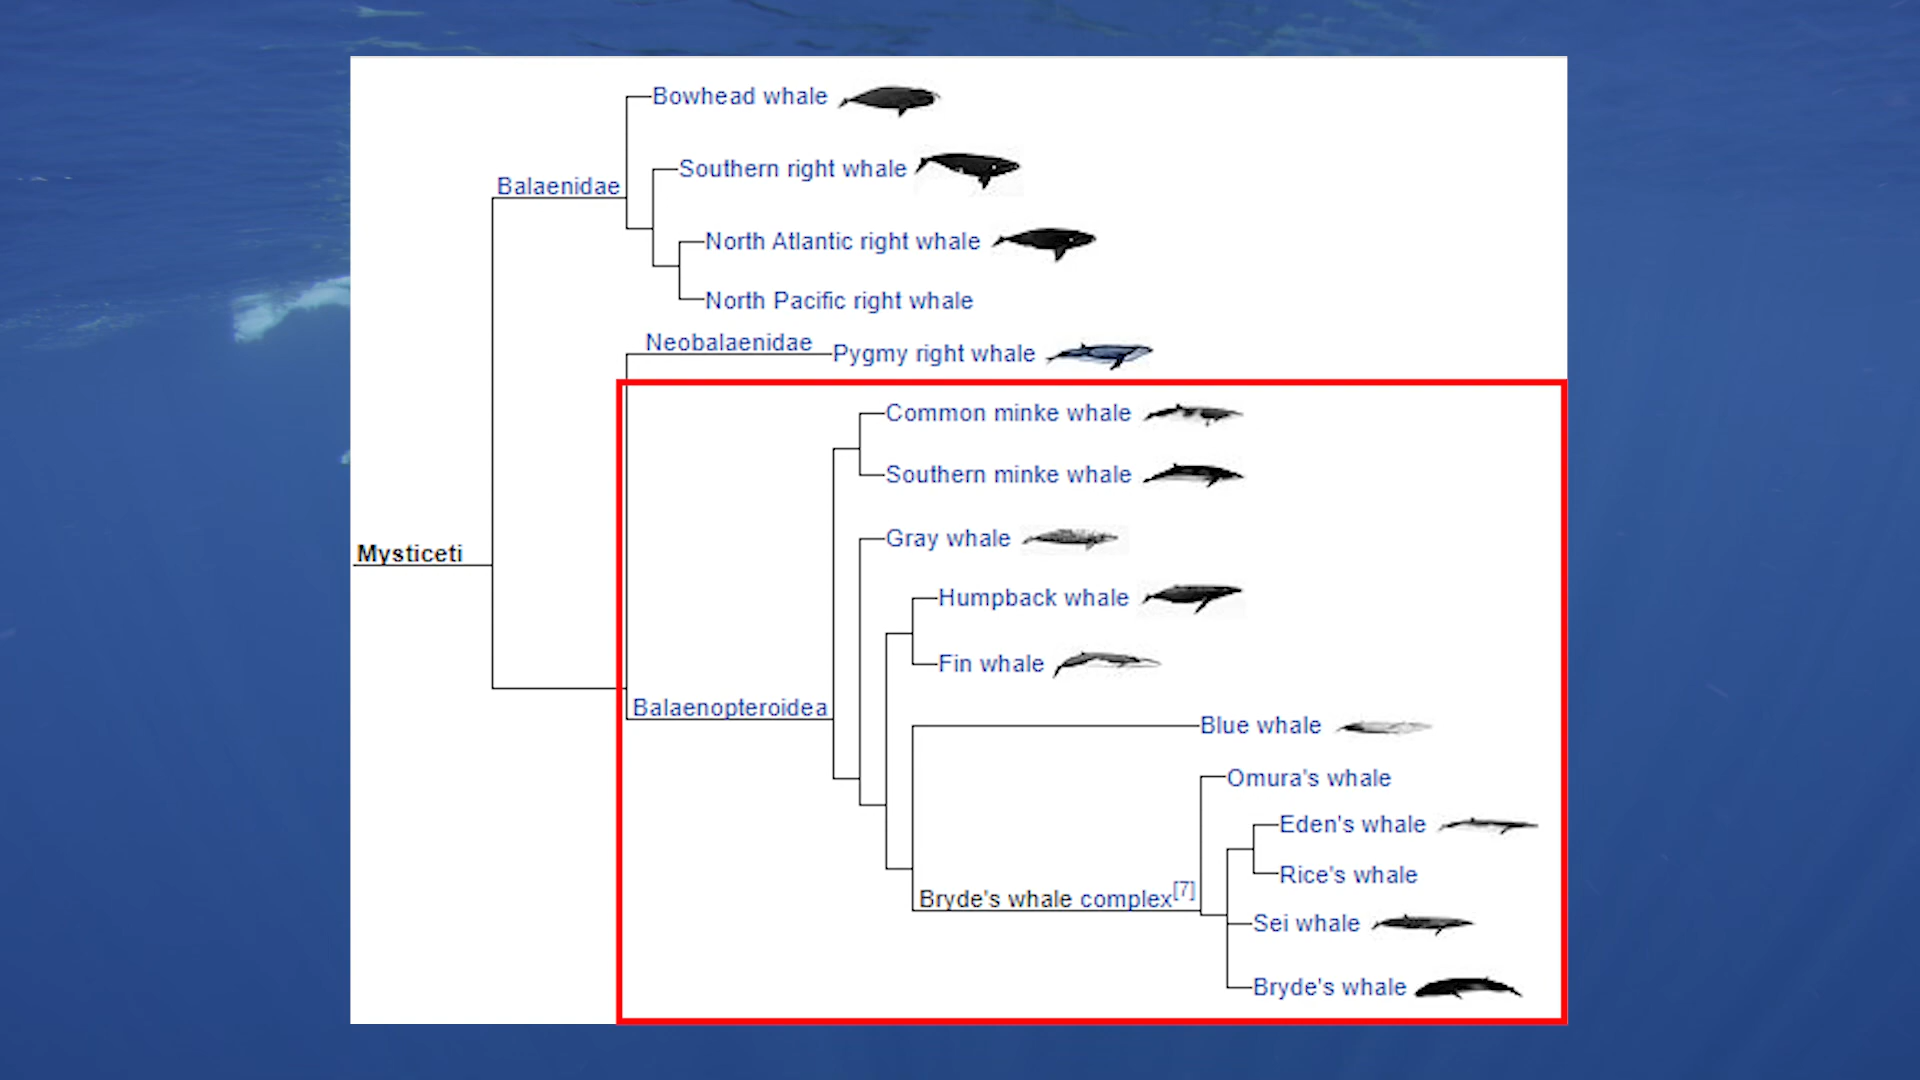 Bowhead whale
Southern right whale
Balaenidae
North Atlantic right whale
North Pacific right whale
Neobalaenidae
Pygmy right whale
Common minke whale
Southern minke whale
Gray whale
Mysticeti
Humpback whale
Fin whale
Balaenopteroidea
Blue whale
Omura's whale
Eden's whale
Rice's whale
Bryde's whale complex[7]
Sei whale
Bryde's whale